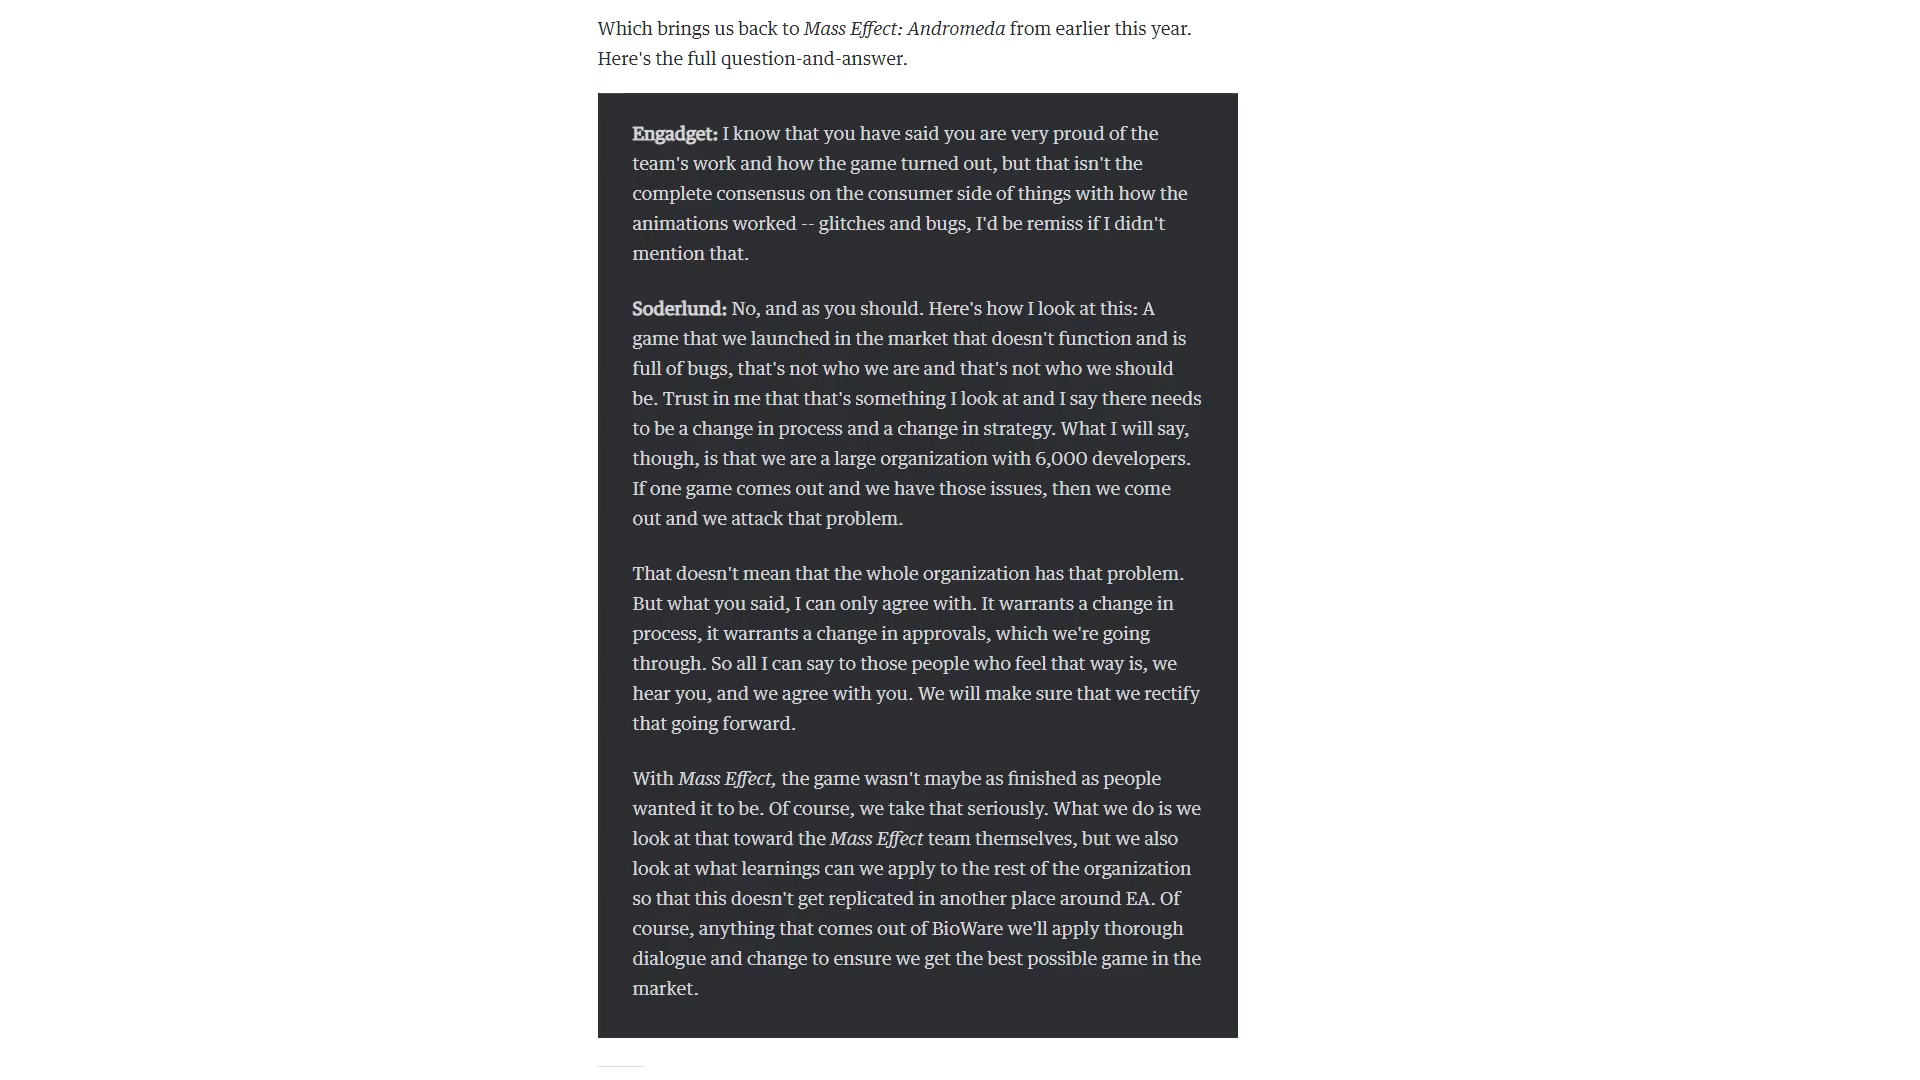 Which brings us back to Mass Effect: Andromeda from earlier this year.
Here's the full question-and-answer.
Engadget: I know that you have said you are very proud of the
team's work and how the game turned out, but that isn't the
complete consensus on the consumer side of things with how the
animations worked -- glitches and bugs, I'd be remiss if I didn't
mention that.
Soderlund: No, and as you should. Here's how I look at this: A
game that we launched in the market that doesn't function and is
full of bugs, that's not who we are and that's not who we should
be. Trust in me that that's something I look at and I say there needs
to be a change in process and a change in strategy. What I will say,
though, is that we are a large organization with 6,000 developers.
If one game comes out and we have those issues, then we come
out and we attack that problem.
That doesn't mean that the whole organization has that problem.
But what you said, I can only agree with. It warrants a change in
process, it warrants a change in approvals, which we're going
through. So all I can say to those people who feel that way is, we
hear you, and we agree with you. We will make sure that we rectify
that going forward.
With Mass Effect, the game wasn't maybe as finished as people
wanted it to be. Of course, we take that seriously. What we do is we
look at that toward the Mass Effect team themselves, but we also
look at what learnings can we apply to the rest of the organization
so that this doesn't get replicated in another place around EA. Of
course, anything that comes out of BioWare we'll apply thorough
dialogue and change to ensure we get the best possible game in the
market.